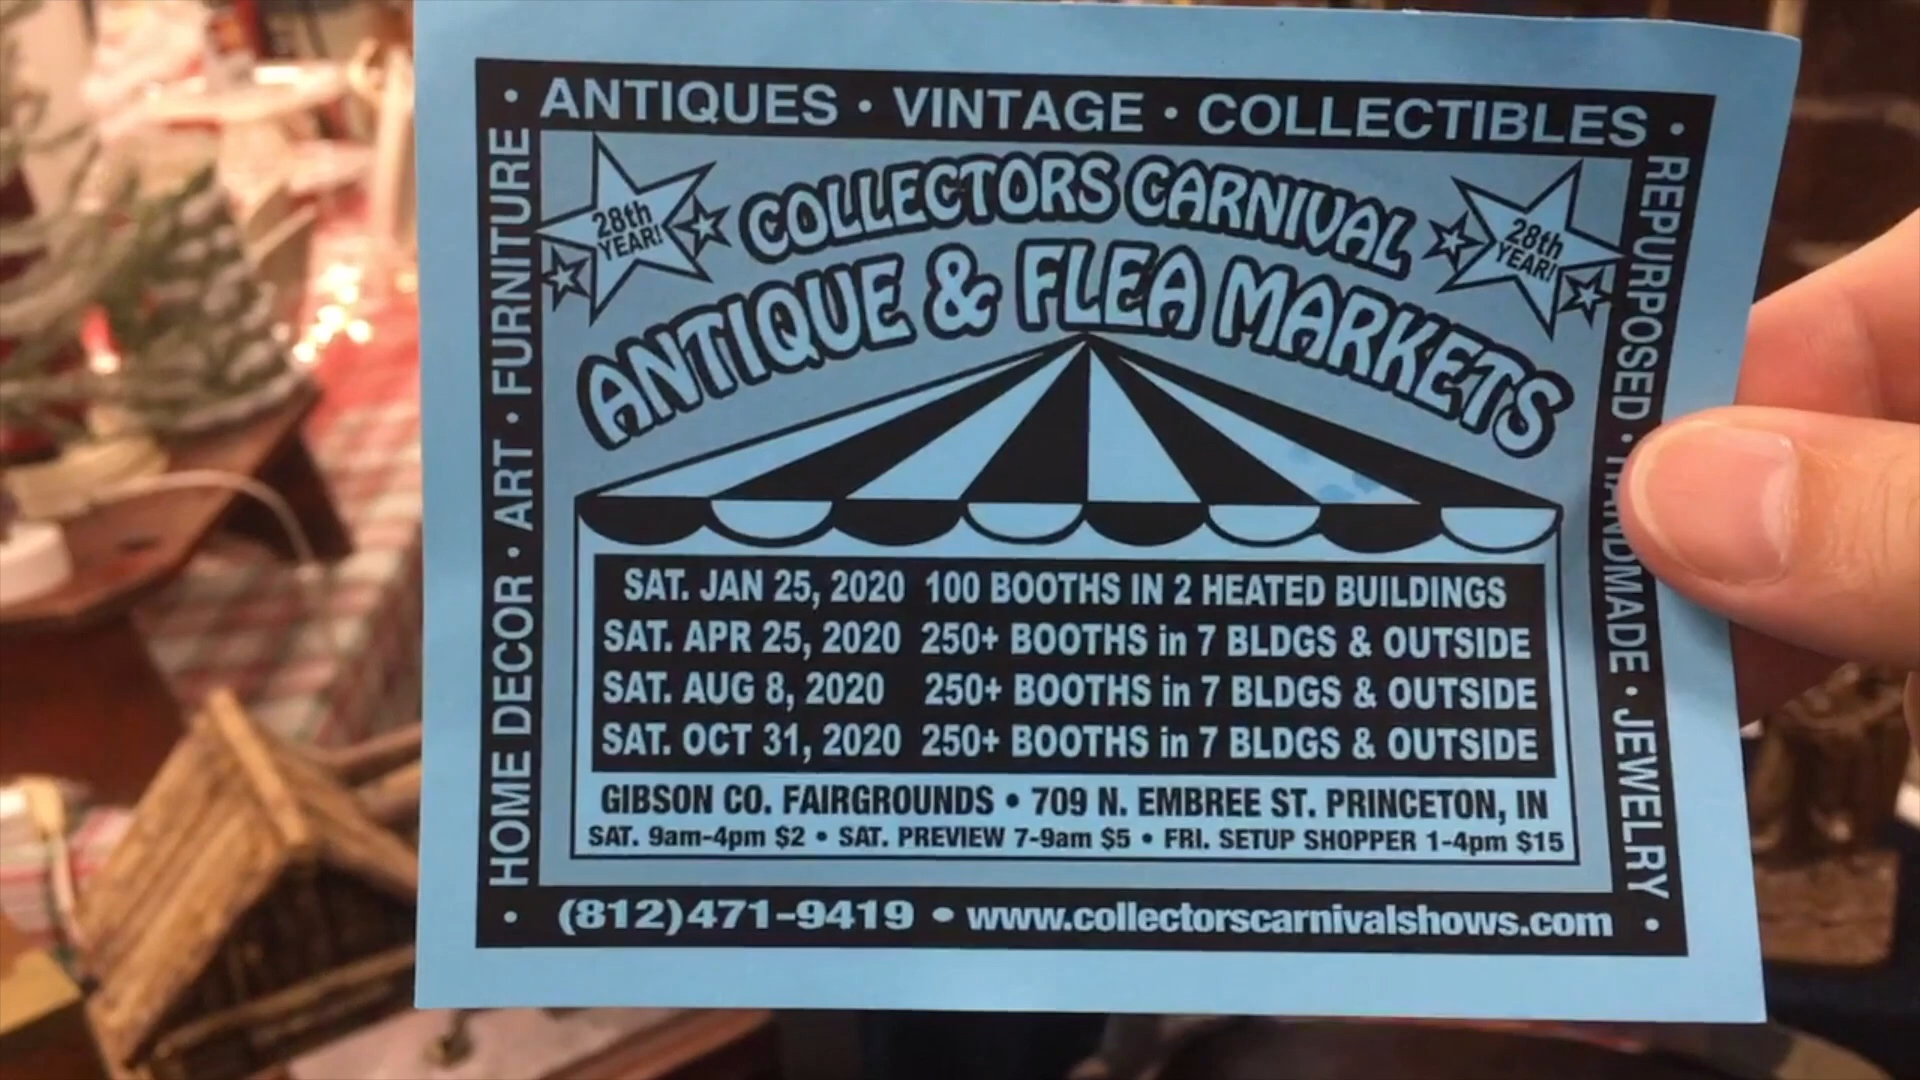 • ANTIQUES • VINTAGE • COLLECTIBLES •
HOME DECOR • ART • FURNITURE
REPURPOSED • HANDMADE • JEWELRY
28th
YEAR!
COLLECTORS CARNIVAL
28th
YEAR!
ANTIQUE & FLEA MARKETS
SAT. JAN 25, 2020 100 BOOTHS IN 2 HEATED BUILDINGS
SAT. APR 25, 2020 250+ BOOTHS in 7 BLDGS & OUTSIDE
SAT. AUG 8, 2020 250+ BOOTHS in 7 BLDGS & OUTSIDE
SAT. OCT 31, 2020 250+ BOOTHS in 7 BLDGS & OUTSIDE
GIBSON CO. FAIRGROUNDS • 709 N. EMBREE ST. PRINCETON, IN
SAT. 9am-4pm $2 • SAT. PREVIEW 7-9am $5 • FRI. SETUP SHOPPER 1-4pm $15
• (812)471-9419 • www.collectorscarnivalshows.com •